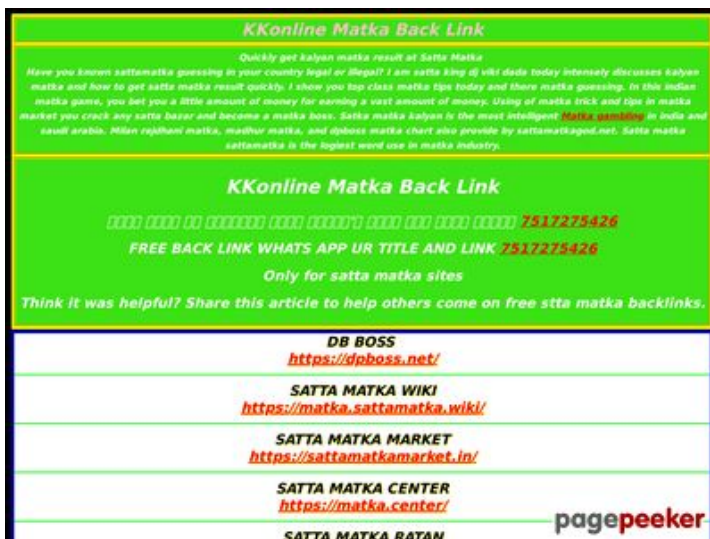 KKonline Matka Back Link
Quickly get kalyan matka result at Satta Matka
Have you known sattamatka guessing in your country legal or illegal? I am satta king dj viki dada today intensely discusses kalyan
matka and how to get satta matka result quickly. I show you top class matka tips today and there matka guessing. In this indian
matka game, you bet you a little amount of money for earning a vast amount of money. Using of matka trick and tips in matka
market you crack any satta bazar and become a matka boss. Satta matka kalyan is the most intelligent Matka gambling in india and
saudi arabia. Milan rajdhani matka, madhur matka, and dpboss matka chart also provide by sattamatkagod.net. Satta matka
sattamatka is the logiest word use in matka industry.
KKonline Matka Back Link
7517275426
FREE BACK LINK WHATS APP UR TITLE AND LINK 7517275426
Only for satta matka sites
Think it was helpful? Share this article to help others come on free stta matka backlinks.
DB BOSS
https://dpboss.net/
SATTA MATKA WIKI
https://matka.sattamatka.wiki/
SATTA MATKA MARKET
https://sattamatkamarket.in/
SATTA MATKA CENTER
https://matka.center/
SATTA MATKA RATAN
pagepeeker